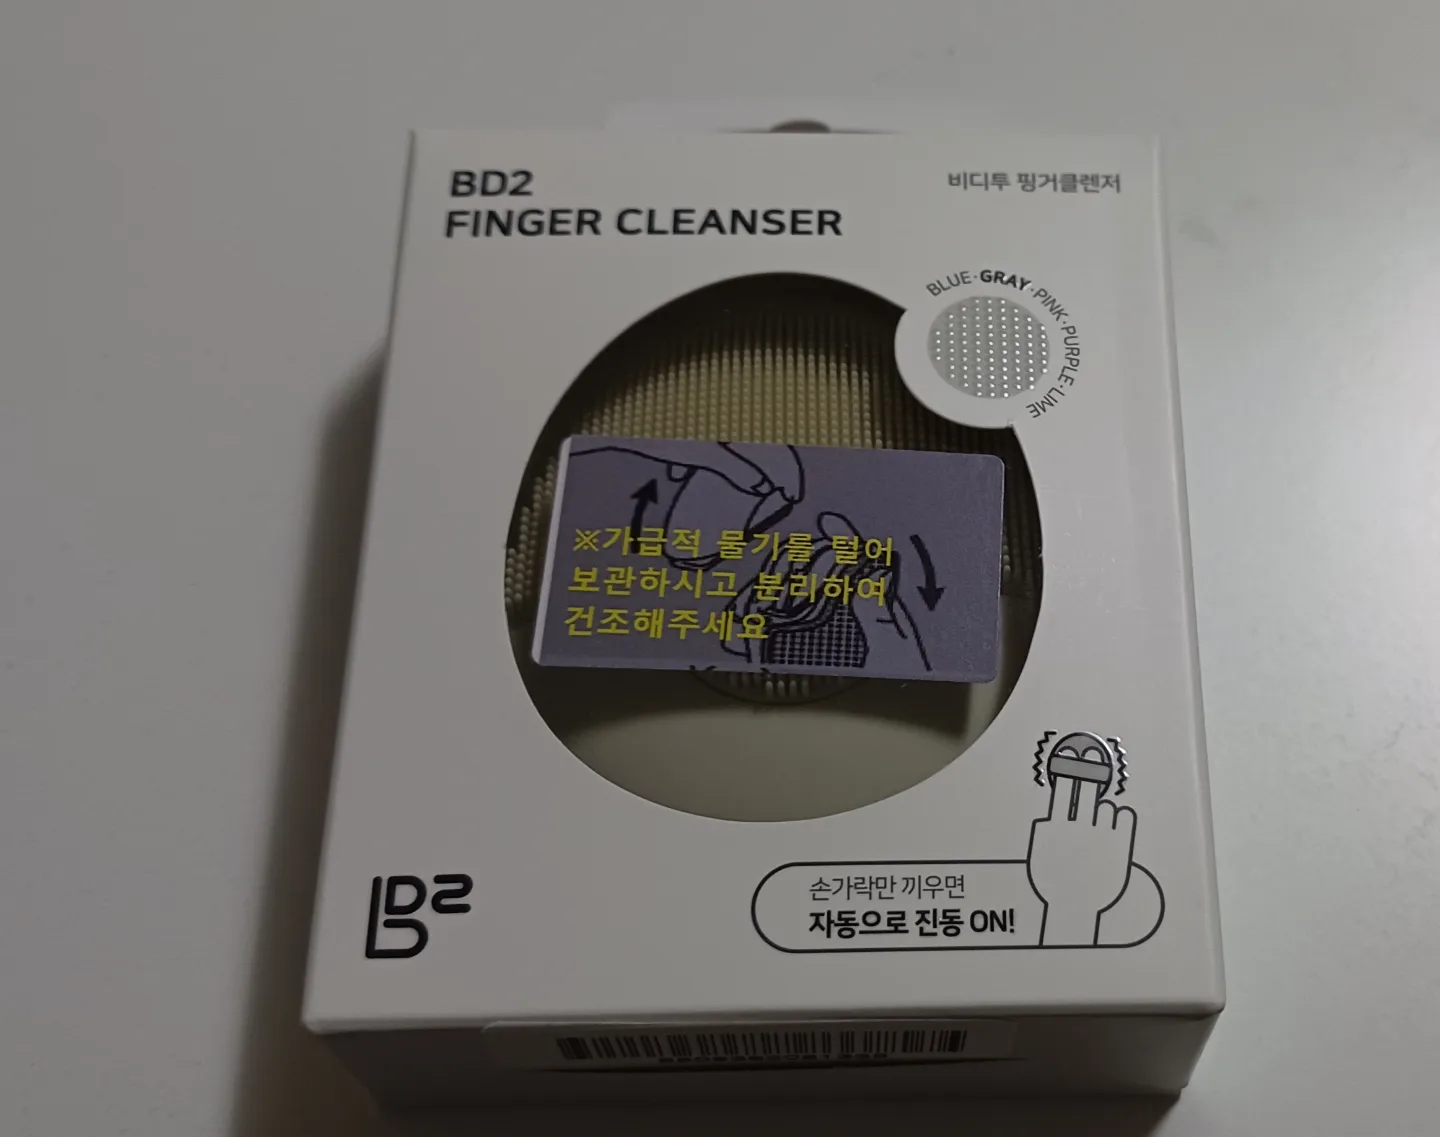 BD2
FINGER CLEANSER
비디투 핑거클렌저
BLUE·GRAY·PINK·PURPLE·LIME
※가급적 물기를 털어
보관하시고 분리하여
건조해주세요
손가락만 끼우면
자동으로 진동 ON!